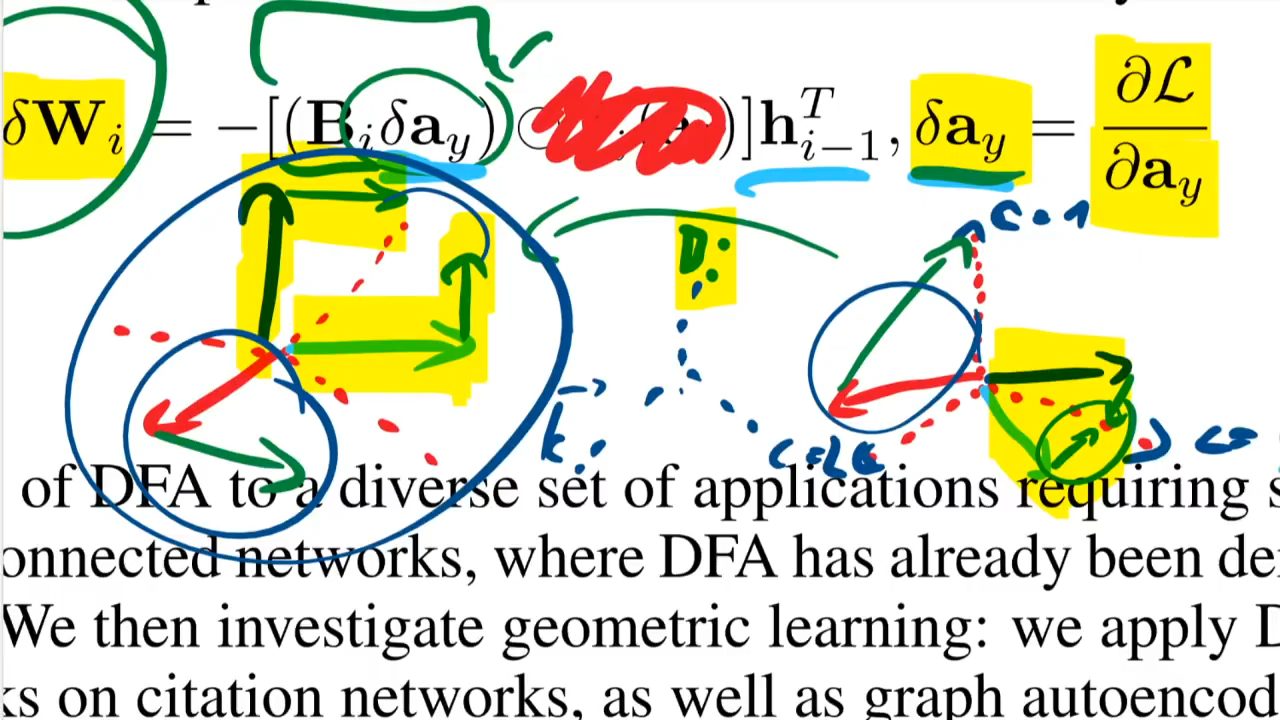 δW_i = −[(B_i δa_y) ⊙ )]h_{i−1}^T, δa_y = ∂L/∂a_y
D:
C=1
of DFA to a diverse set of applications requiring s
onnected networks, where DFA has already been de
We then investigate geometric learning: we apply D
ks on citation networks, as well as graph autoencod